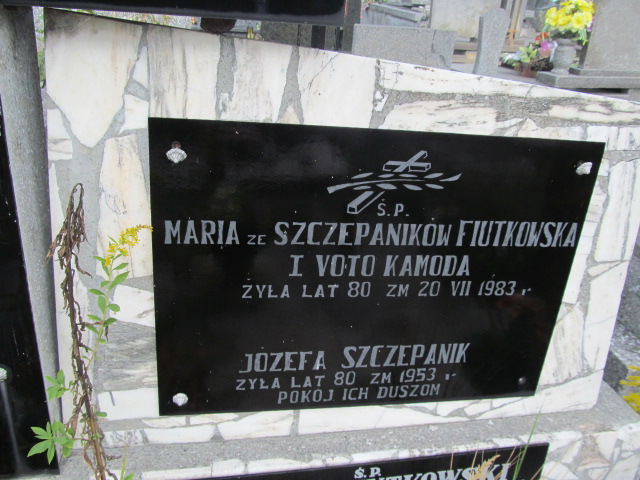 Ś.P.
MARIA ZE SZCZEPANIKÓW FIUTKOWSKA
I VOTO KAMODA
ŻYŁA LAT 80 ZM 20 VII 1983 r
JÓZEFA SZCZEPANIK
ŻYŁA LAT 80 ZM 1953 r
POKÓJ ICH DUSZOM
Ś.P.